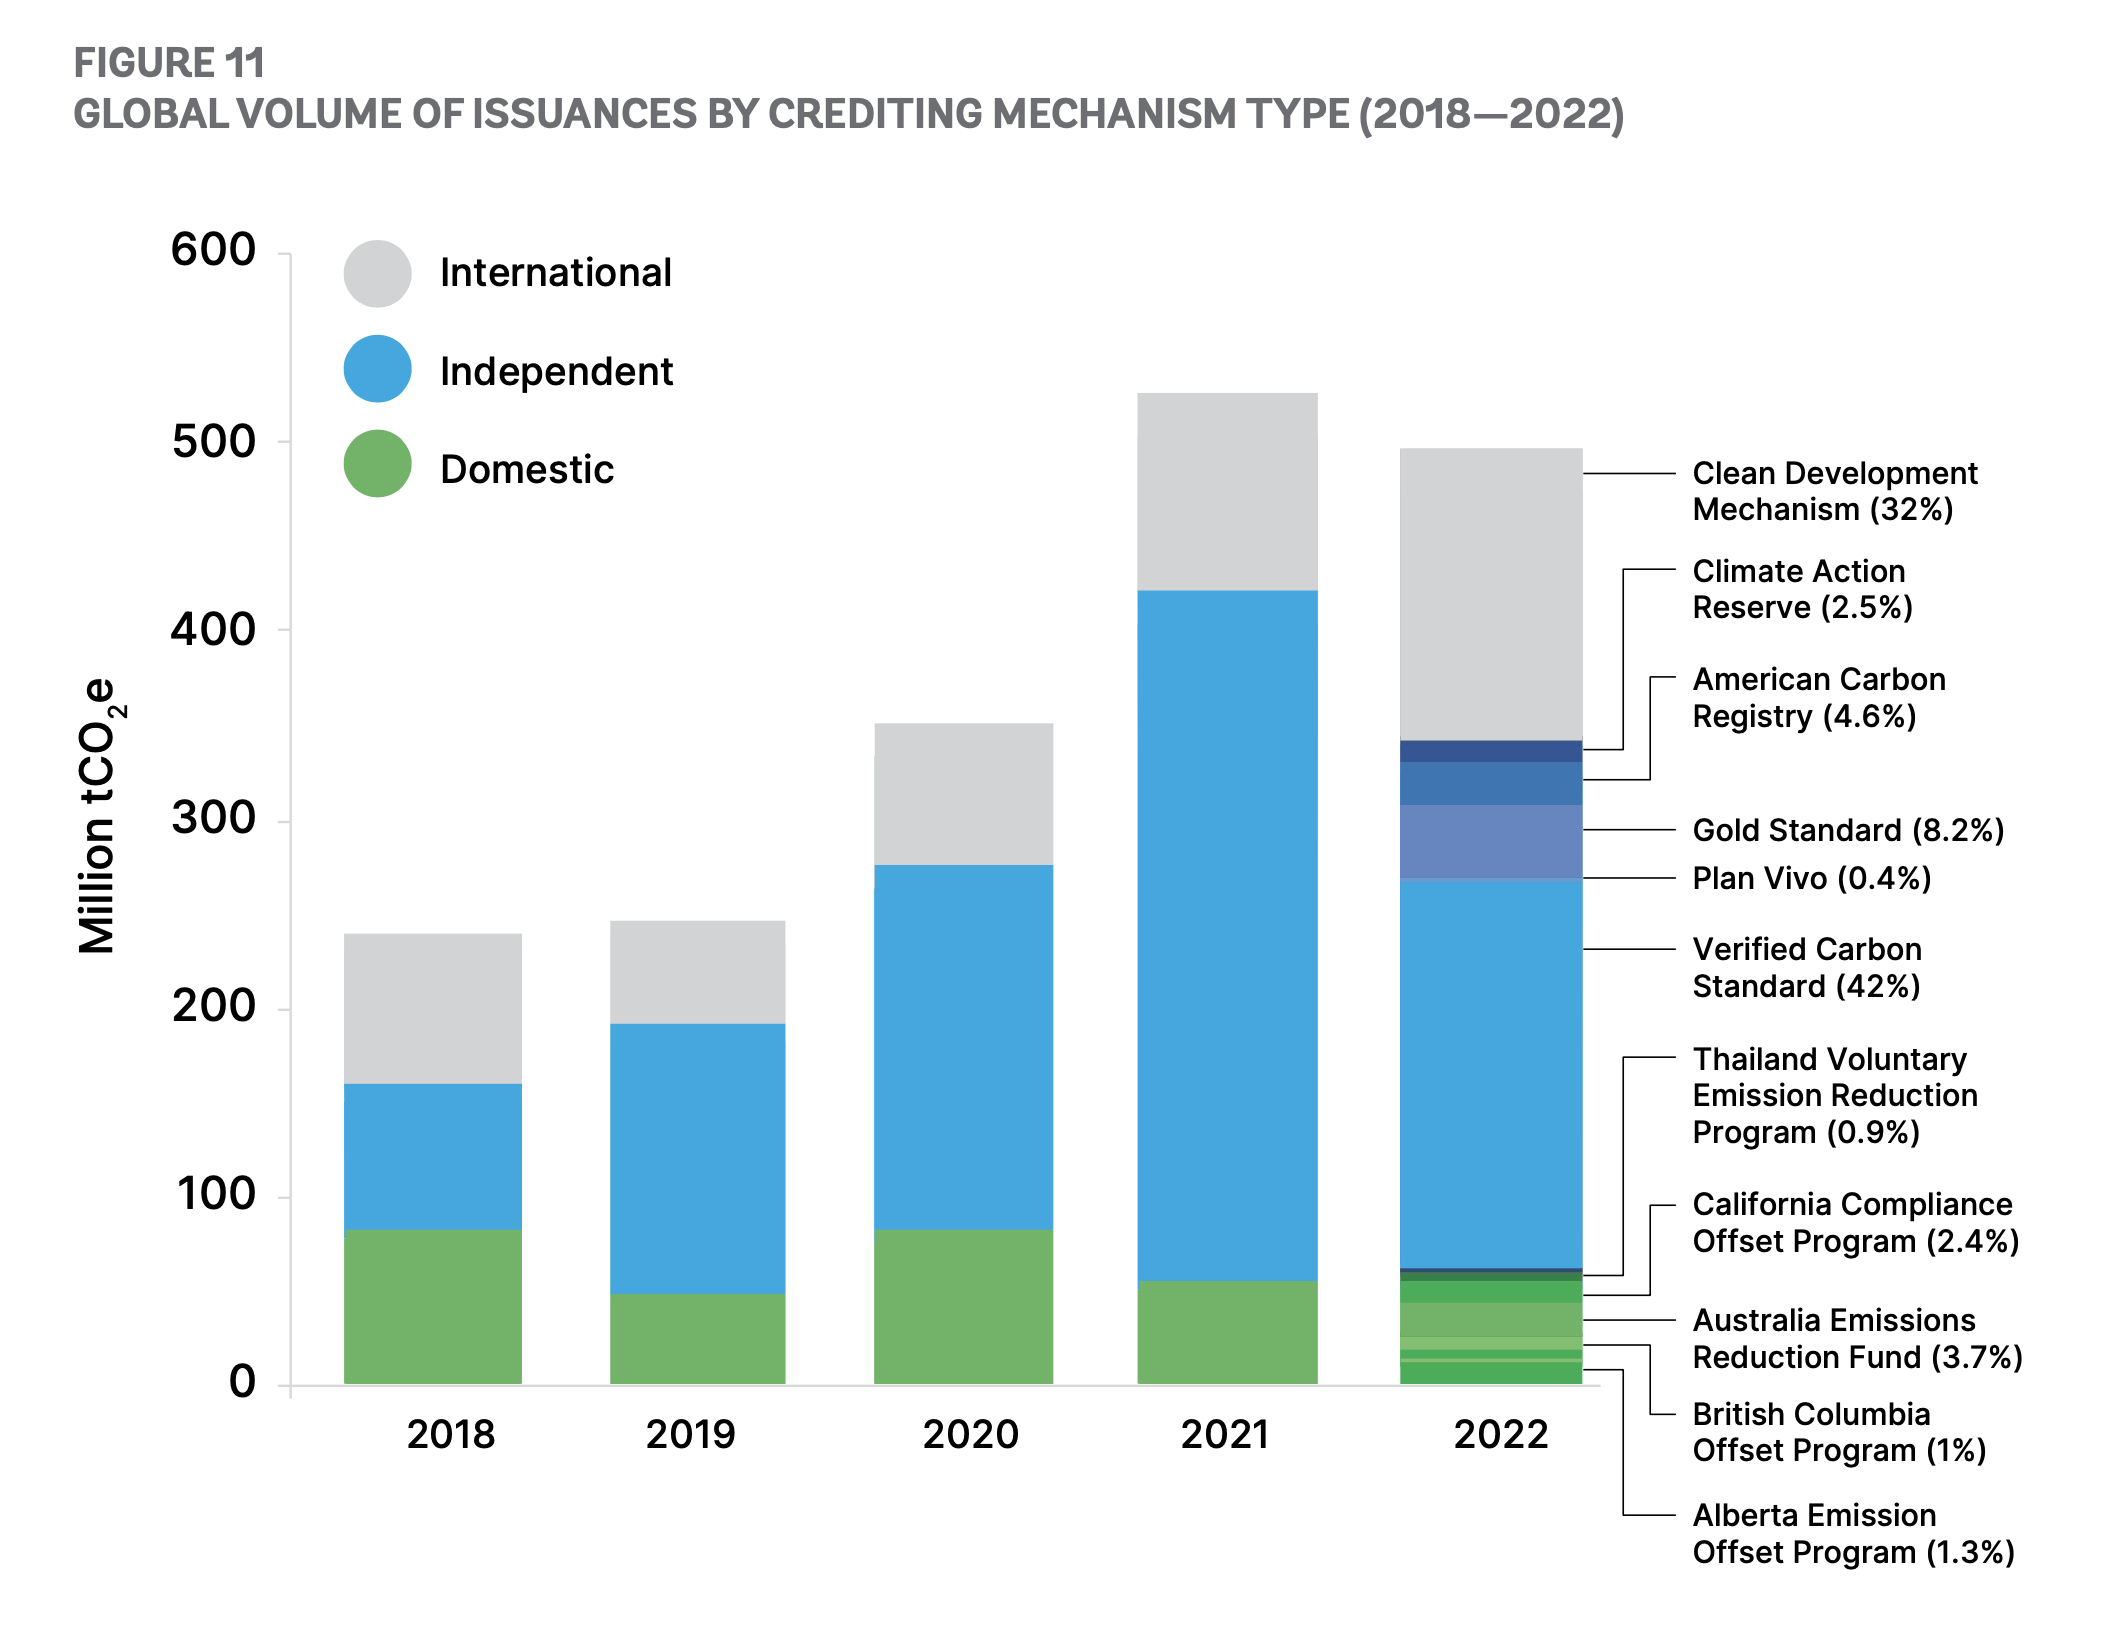 FIGURE 11
GLOBAL VOLUME OF ISSUANCES BY CREDITING MECHANISM TYPE (2018—2022)
600
500
400
300
200
100
0
Million tCO₂e
International
Independent
Domestic
2018
2019
2020
2021
2022
Clean Development
Mechanism (32%)
Climate Action
Reserve (2.5%)
American Carbon
Registry (4.6%)
Gold Standard (8.2%)
Plan Vivo (0.4%)
Verified Carbon
Standard (42%)
Thailand Voluntary
Emission Reduction
Program (0.9%)
California Compliance
Offset Program (2.4%)
Australia Emissions
Reduction Fund (3.7%)
British Columbia
Offset Program (1%)
Alberta Emission
Offset Program (1.3%)